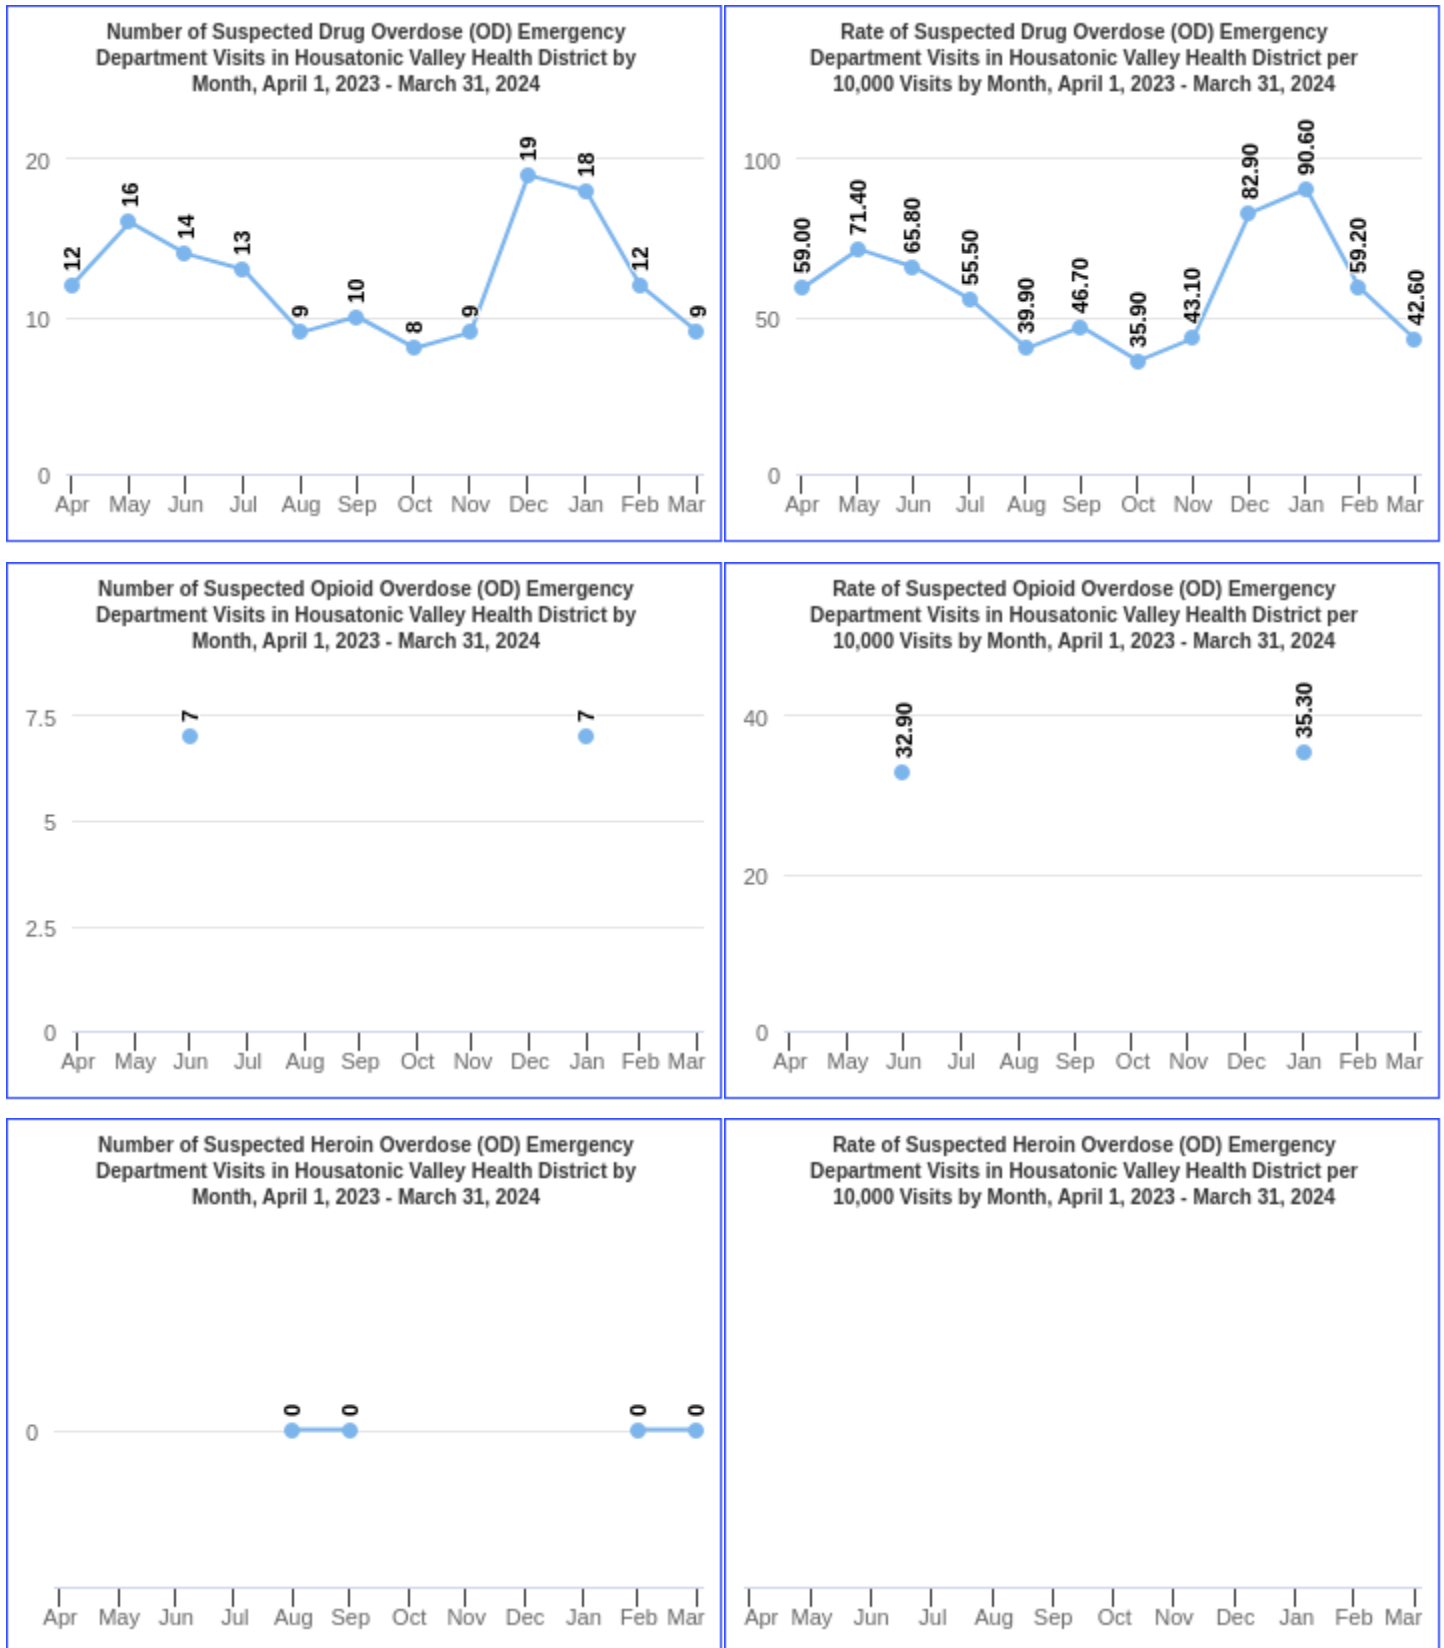 Number of Suspected Drug Overdose (OD) Emergency
Department Visits in Housatonic Valley Health District by
Month, April 1, 2023 - March 31, 2024
20
10
0
12
16
14
13
9
10
8
9
19
18
12
9
Apr May Jun Jul Aug Sep Oct Nov Dec Jan Feb Mar
Rate of Suspected Drug Overdose (OD) Emergency
Department Visits in Housatonic Valley Health District per
10,000 Visits by Month, April 1, 2023 - March 31, 2024
100
50
0
59.00
71.40
65.80
55.50
39.90
46.70
35.90
43.10
82.90
90.60
59.20
42.60
Apr May Jun Jul Aug Sep Oct Nov Dec Jan Feb Mar
Number of Suspected Opioid Overdose (OD) Emergency
Department Visits in Housatonic Valley Health District by
Month, April 1, 2023 - March 31, 2024
7.5
5
2.5
0
7
7
Apr May Jun Jul Aug Sep Oct Nov Dec Jan Feb Mar
Rate of Suspected Opioid Overdose (OD) Emergency
Department Visits in Housatonic Valley Health District per
10,000 Visits by Month, April 1, 2023 - March 31, 2024
40
20
0
32.90
35.30
Apr May Jun Jul Aug Sep Oct Nov Dec Jan Feb Mar
Number of Suspected Heroin Overdose (OD) Emergency
Department Visits in Housatonic Valley Health District by
Month, April 1, 2023 - March 31, 2024
0
0
0
0
0
Apr May Jun Jul Aug Sep Oct Nov Dec Jan Feb Mar
Rate of Suspected Heroin Overdose (OD) Emergency
Department Visits in Housatonic Valley Health District per
10,000 Visits by Month, April 1, 2023 - March 31, 2024
Apr May Jun Jul Aug Sep Oct Nov Dec Jan Feb Mar